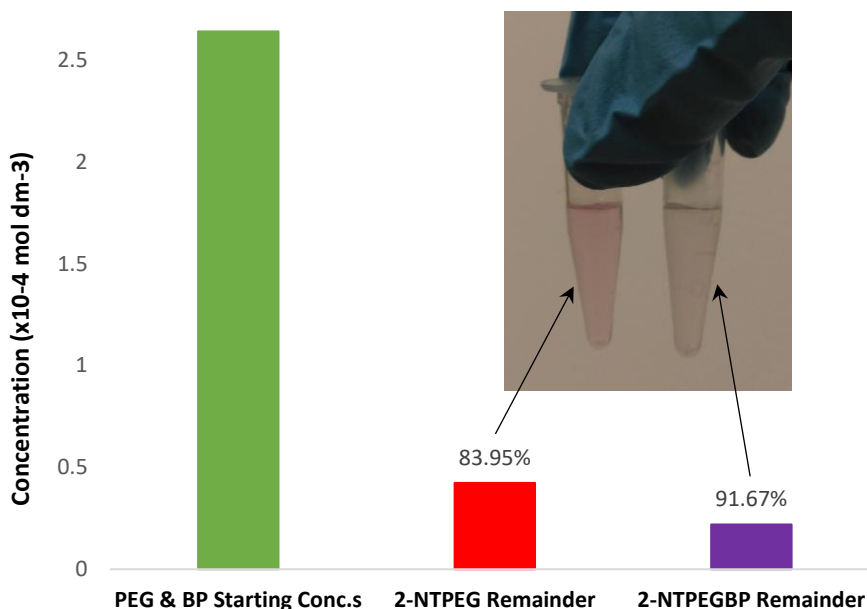 Concentration (x10-4 mol dm-3)
2.5
2
1.5
1
0.5
0
83.95%
91.67%
PEG & BP Starting Conc.s
2-NTPEG Remainder
2-NTPEGBP Remainder